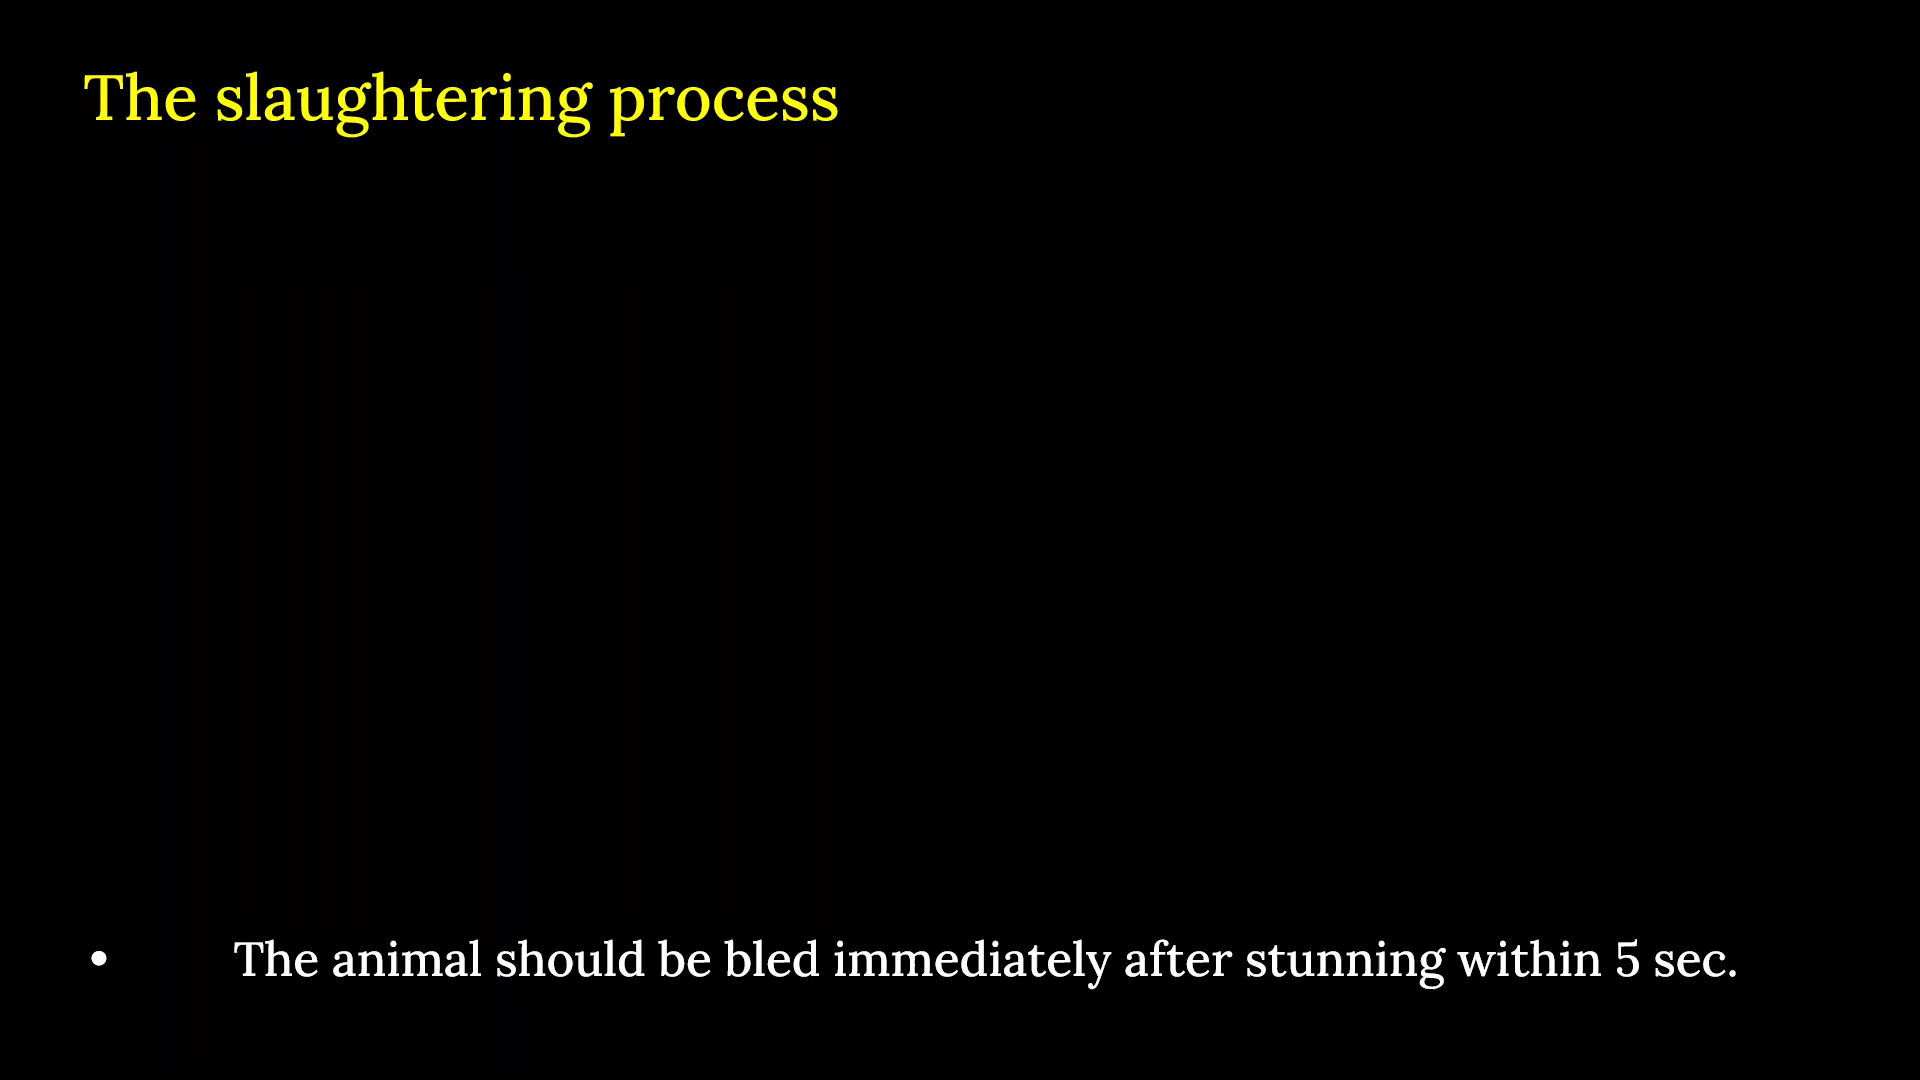 The slaughtering process
• The animal should be bled immediately after stunning within 5 sec.